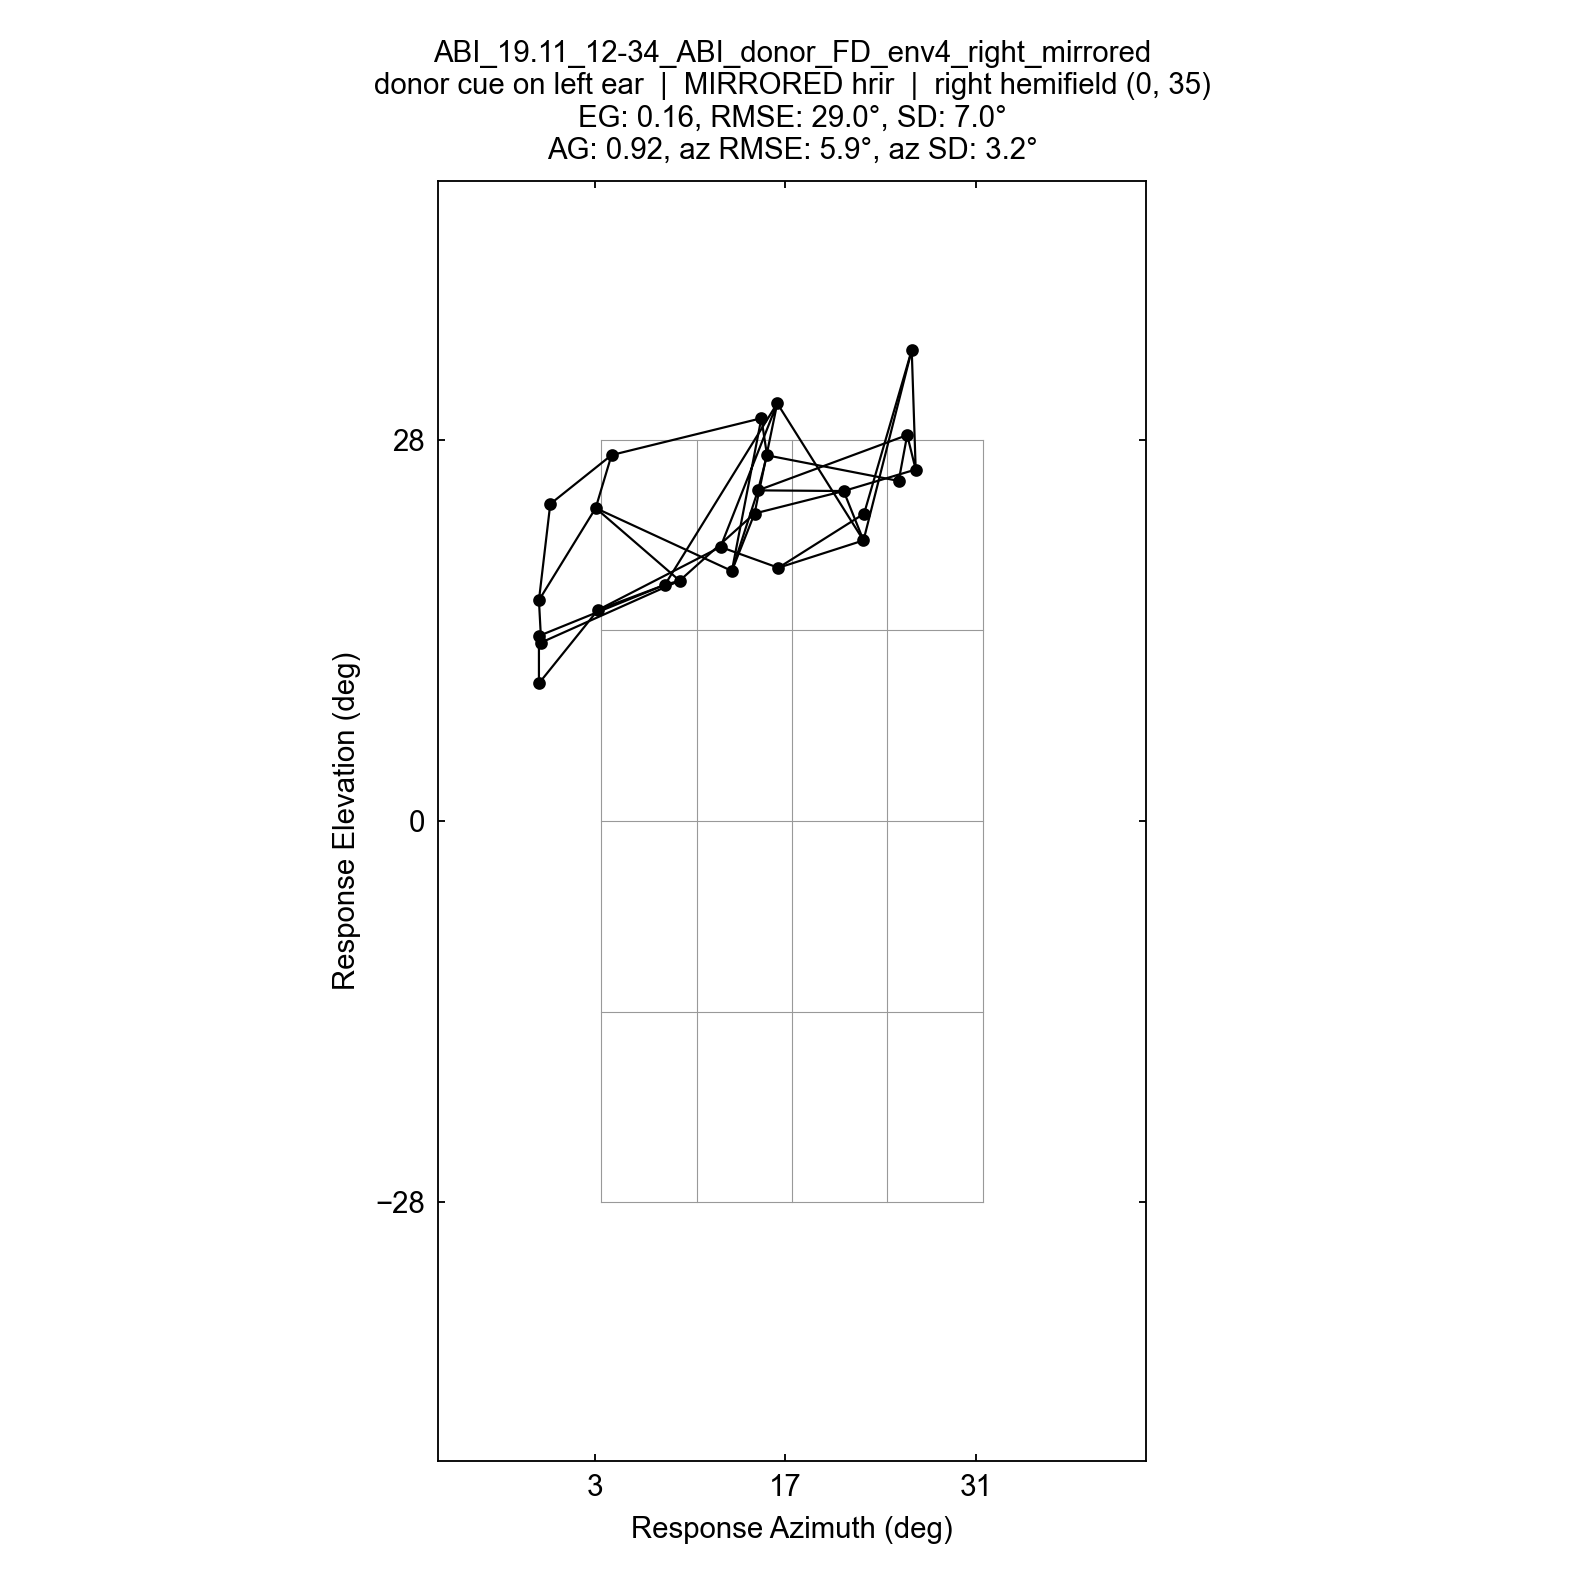 ABI_19.11_12-34_ABI_donor_FD_env4_right_mirrored
donor cue on left ear | MIRRORED hrir | right hemifield (0, 35)
EG: 0.16, RMSE: 29.0°, SD: 7.0°
AG: 0.92, az RMSE: 5.9°, az SD: 3.2°
28
0
−28
Response Elevation (deg)
3 17 31
Response Azimuth (deg)